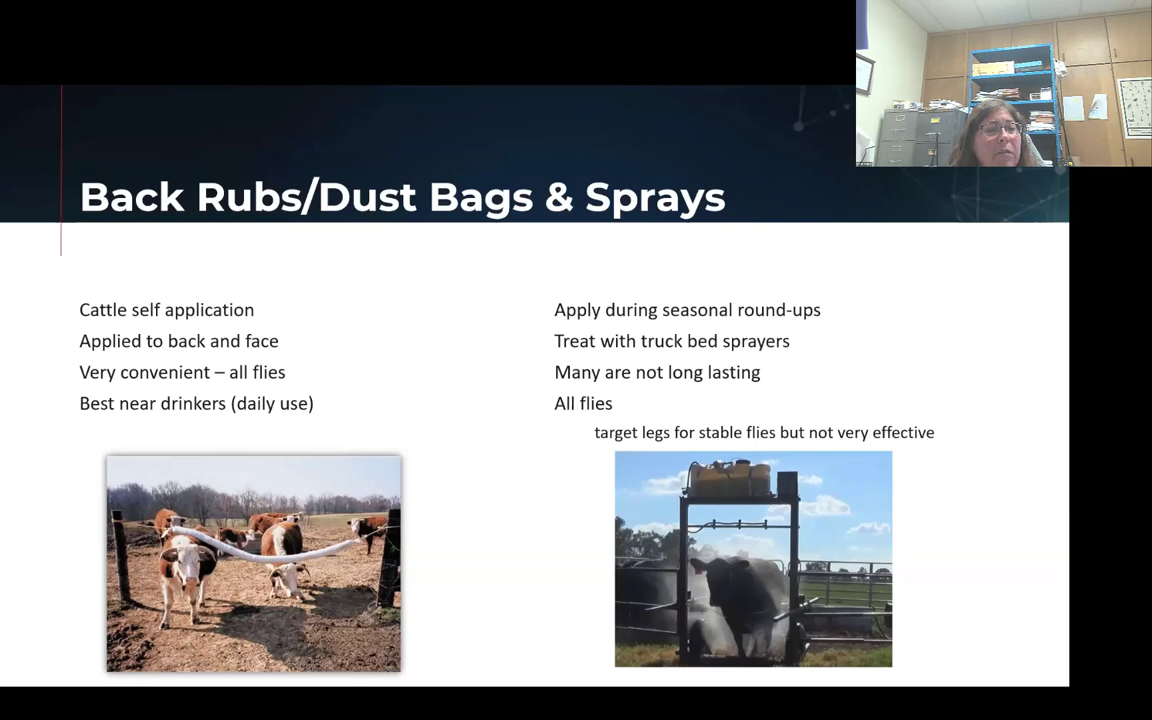 Back Rubs/Dust Bags & Sprays
Cattle self application
Applied to back and face
Very convenient – all flies
Best near drinkers (daily use)
Apply during seasonal round-ups
Treat with truck bed sprayers
Many are not long lasting
All flies
target legs for stable flies but not very effective